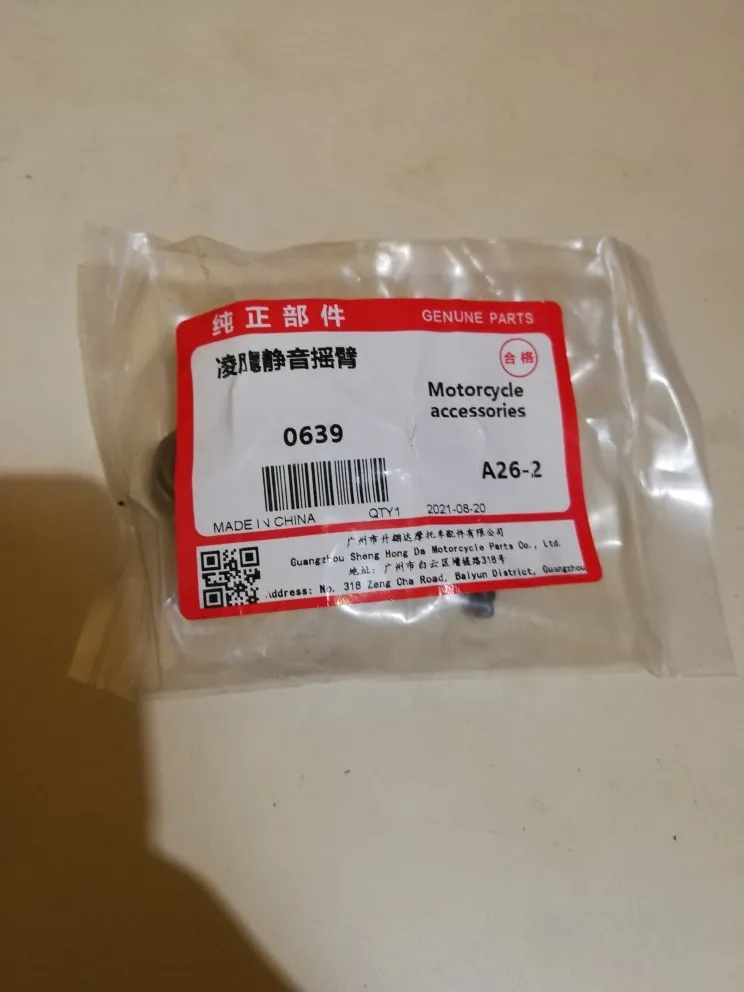 纯正部件
GENUNE PARTS
凌鹰静音摇臂
合格
Motorcycle
accessories
0639
A26-2
MADE IN CHINA
QTY1
2021-08-20
广州市升翃达摩托车配件有限公司
Guangzhou Sheng Hong Da Motorcycle Parts Co., Ltd.
地址: 广州市白云区增槎路318号
Address: No. 318 Zeng Cha Road, Baiyun District, Guangzhou